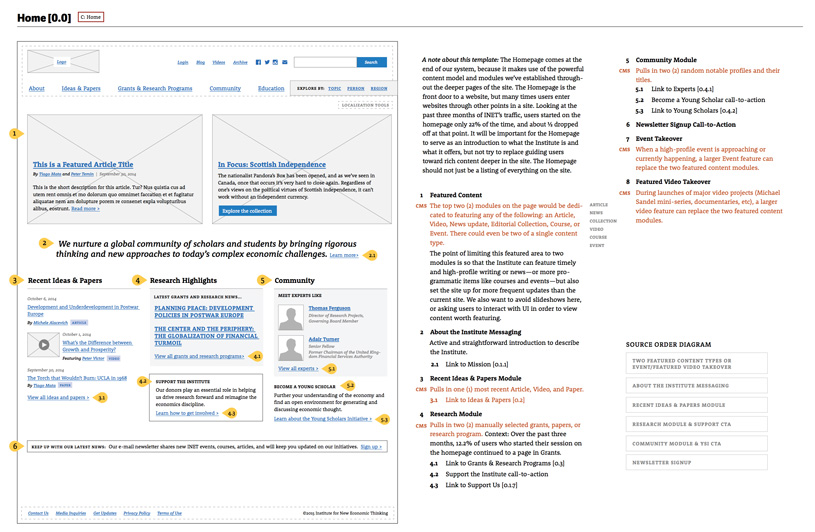 Home [0.0]
C: Home
Logo
Login Blog Videos Archive
Search
About Ideas & Papers Grants & Research Programs Community Education
EXPLORE BY: TOPIC PERSON REGION
LOCALIZATION TOOLS
1
This is a Featured Article Title
By Tiago Mata and Peter Temin | September 30, 2014
This is the short description for this article. Tur? Nus quistia cus ad
utem rent omnis et mo dolorum quo omnimet faccation et et dolupta
aliquatae nem am dolupture porem re consent expla voluptatibus
alibus, eostrunt. Read more >
In Focus: Scottish Independence
The nationalist Pandora's Box has been opened, and as we've seen in
Canada, once that occurs it's very hard to close again. Regardless of
one's views on the political virtues of Scottish independence, it can't
work without an independent currency.
Explore the collection
2
We nurture a global community of scholars and students by bringing rigorous
thinking and new approaches to today's complex economic challenges. Learn more>
2.1
3
Recent Ideas & Papers
October 6, 2014
Development and Underdevelopment in Postwar
Europe
By Michele Alacevich ARTICLE
October 1, 2014
What's the Difference between
Growth and Prosperity?
Featuring Peter Victor VIDEO
September 30, 2014
The Torch that Wouldn't Burn: UCLA in 1968
By Tiago Mata PAPER
View all ideas and papers >
3.1
4
Research Highlights
LATEST GRANTS AND RESEARCH NEWS...
PLANNING PEACE: DEVELOPMENT
POLICIES IN POSTWAR EUROPE
THE CENTER AND THE PERIPHERY:
THE GLOBALIZATION OF FINANCIAL
TURMOIL
View all grants and research programs>
4.1
4.2
SUPPORT THE INSTITUTE
Our donors play an essential role in helping
us drive research forward and reimagine the
economics discipline.
Learn how to get involved >
4.3
5
Community
MEET EXPERTS LIKE
Thomas Ferguson
Director of Research Projects,
Governing Board Member
Adair Turner
Senior Fellow
Former Chairman of the United King-
dom Financial Services Authority
View all experts >
5.1
BECOME A YOUNG SCHOLAR
5.2
Further your understanding of the economy and
find an open environment for generating and
discussing economic thought.
Learn about the Young Scholars Initiative >
5.3
6
KEEP UP WITH OUR LATEST NEWS: Our e-mail newsletter shares new INET events, courses, articles, and will keep you updated on our initiatives. Sign up >
Contact Us Media Inquiries Get Updates Privacy Policy Terms of Use
©2014 Institute for New Economic Thinking
A note about this template: The Homepage comes at the
end of our system, because it makes use of the powerful
content model and modules we've established through-
out the deeper pages of the site. The Homepage is the
front door to a website, but many times users enter
websites through other points in a site. Looking at the
past three months of INET's traffic, users started on the
homepage only 22% of the time, and about ⅓ dropped
off at that point. It will be important for the Homepage
to serve as an introduction to what the Institute is and
what it offers, but not try to replace guiding users
toward rich content deeper in the site. The Homepage
should not just be a listing of everything on the site.
1 Featured Content
CMS The top two (2) modules on the page would be dedi-
cated to featuring any of the following: an Article,
Video, News update, Editorial Collection, Course, or
Event. There could even be two of a single content
type.
ARTICLE
NEWS
COLLECTION
VIDEO
COURSE
EVENT
The point of limiting this featured area to two
modules is so that the Institute can feature timely
and high-profile writing or news—or more pro-
grammatic items like courses and events—but also
set the site up for more frequent updates than the
current site. We also want to avoid slideshows here,
or asking users to interact with UI in order to view
content worth featuring.
2 About the Institute Messaging
Active and straightforward introduction to describe
the Institute.
2.1 Link to Mission [0.1.1]
3 Recent Ideas & Papers Module
CMS Pulls in one (1) most recent Article, Video, and Paper.
3.1 Link to Ideas & Papers [0.2]
4 Research Module
CMS Pulls in two (2) manually selected grants, papers, or
research program. Context: Over the past three
months, 12.2% of users who started their session on
the homepage continued to a page in Grants.
4.1 Link to Grants & Research Programs [0.3]
4.2 Support the Institute call-to-action
4.3 Link to Support Us [0.1.7]
5 Community Module
CMS Pulls in two (2) random notable profiles and their
titles.
5.1 Link to Experts [0.4.1]
5.2 Become a Young Scholar call-to-action
5.3 Link to Young Scholars [0.4.2]
6 Newsletter Signup Call-to-Action
7 Event Takeover
CMS When a high-profile event is approaching or
currently happening, a larger Event feature can
replace the two featured content modules.
8 Featured Video Takeover
CMS During launches of major video projects (Michael
Sandel mini-series, documentaries, etc), a larger
video feature can replace the two featured content
modules.
SOURCE ORDER DIAGRAM
TWO FEATURED CONTENT TYPES OR
EVENT/FEATURED VIDEO TAKEOVER
ABOUT THE INSTITUTE MESSAGING
RECENT IDEAS & PAPERS MODULE
RESEARCH MODULE & SUPPORT CTA
COMMUNITY MODULE & YSI CTA
NEWSLETTER SIGNUP